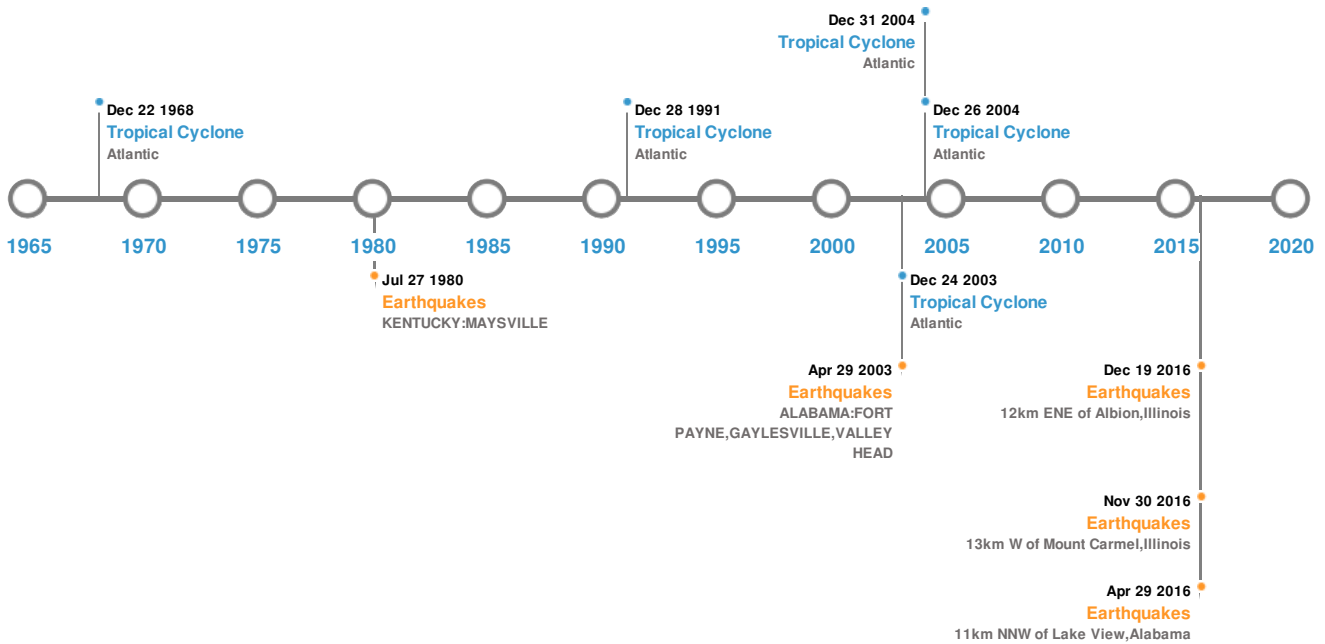 Dec 31 2004
Tropical Cyclone
Atlantic
Dec 22 1968
Tropical Cyclone
Atlantic
Dec 28 1991
Tropical Cyclone
Atlantic
Dec 26 2004
Tropical Cyclone
Atlantic
1965 1970 1975 1980 1985 1990 1995 2000 2005 2010 2015 2020
Jul 27 1980
Earthquakes
KENTUCKY:MAYSVILLE
Dec 24 2003
Tropical Cyclone
Atlantic
Apr 29 2003
Earthquakes
ALABAMA:FORT
PAYNE,GAYLESVILLE,VALLEY
HEAD
Dec 19 2016
Earthquakes
12km ENE of Albion,Illinois
Nov 30 2016
Earthquakes
13km W of Mount Carmel,Illinois
Apr 29 2016
Earthquakes
11km NNW of Lake View,Alabama